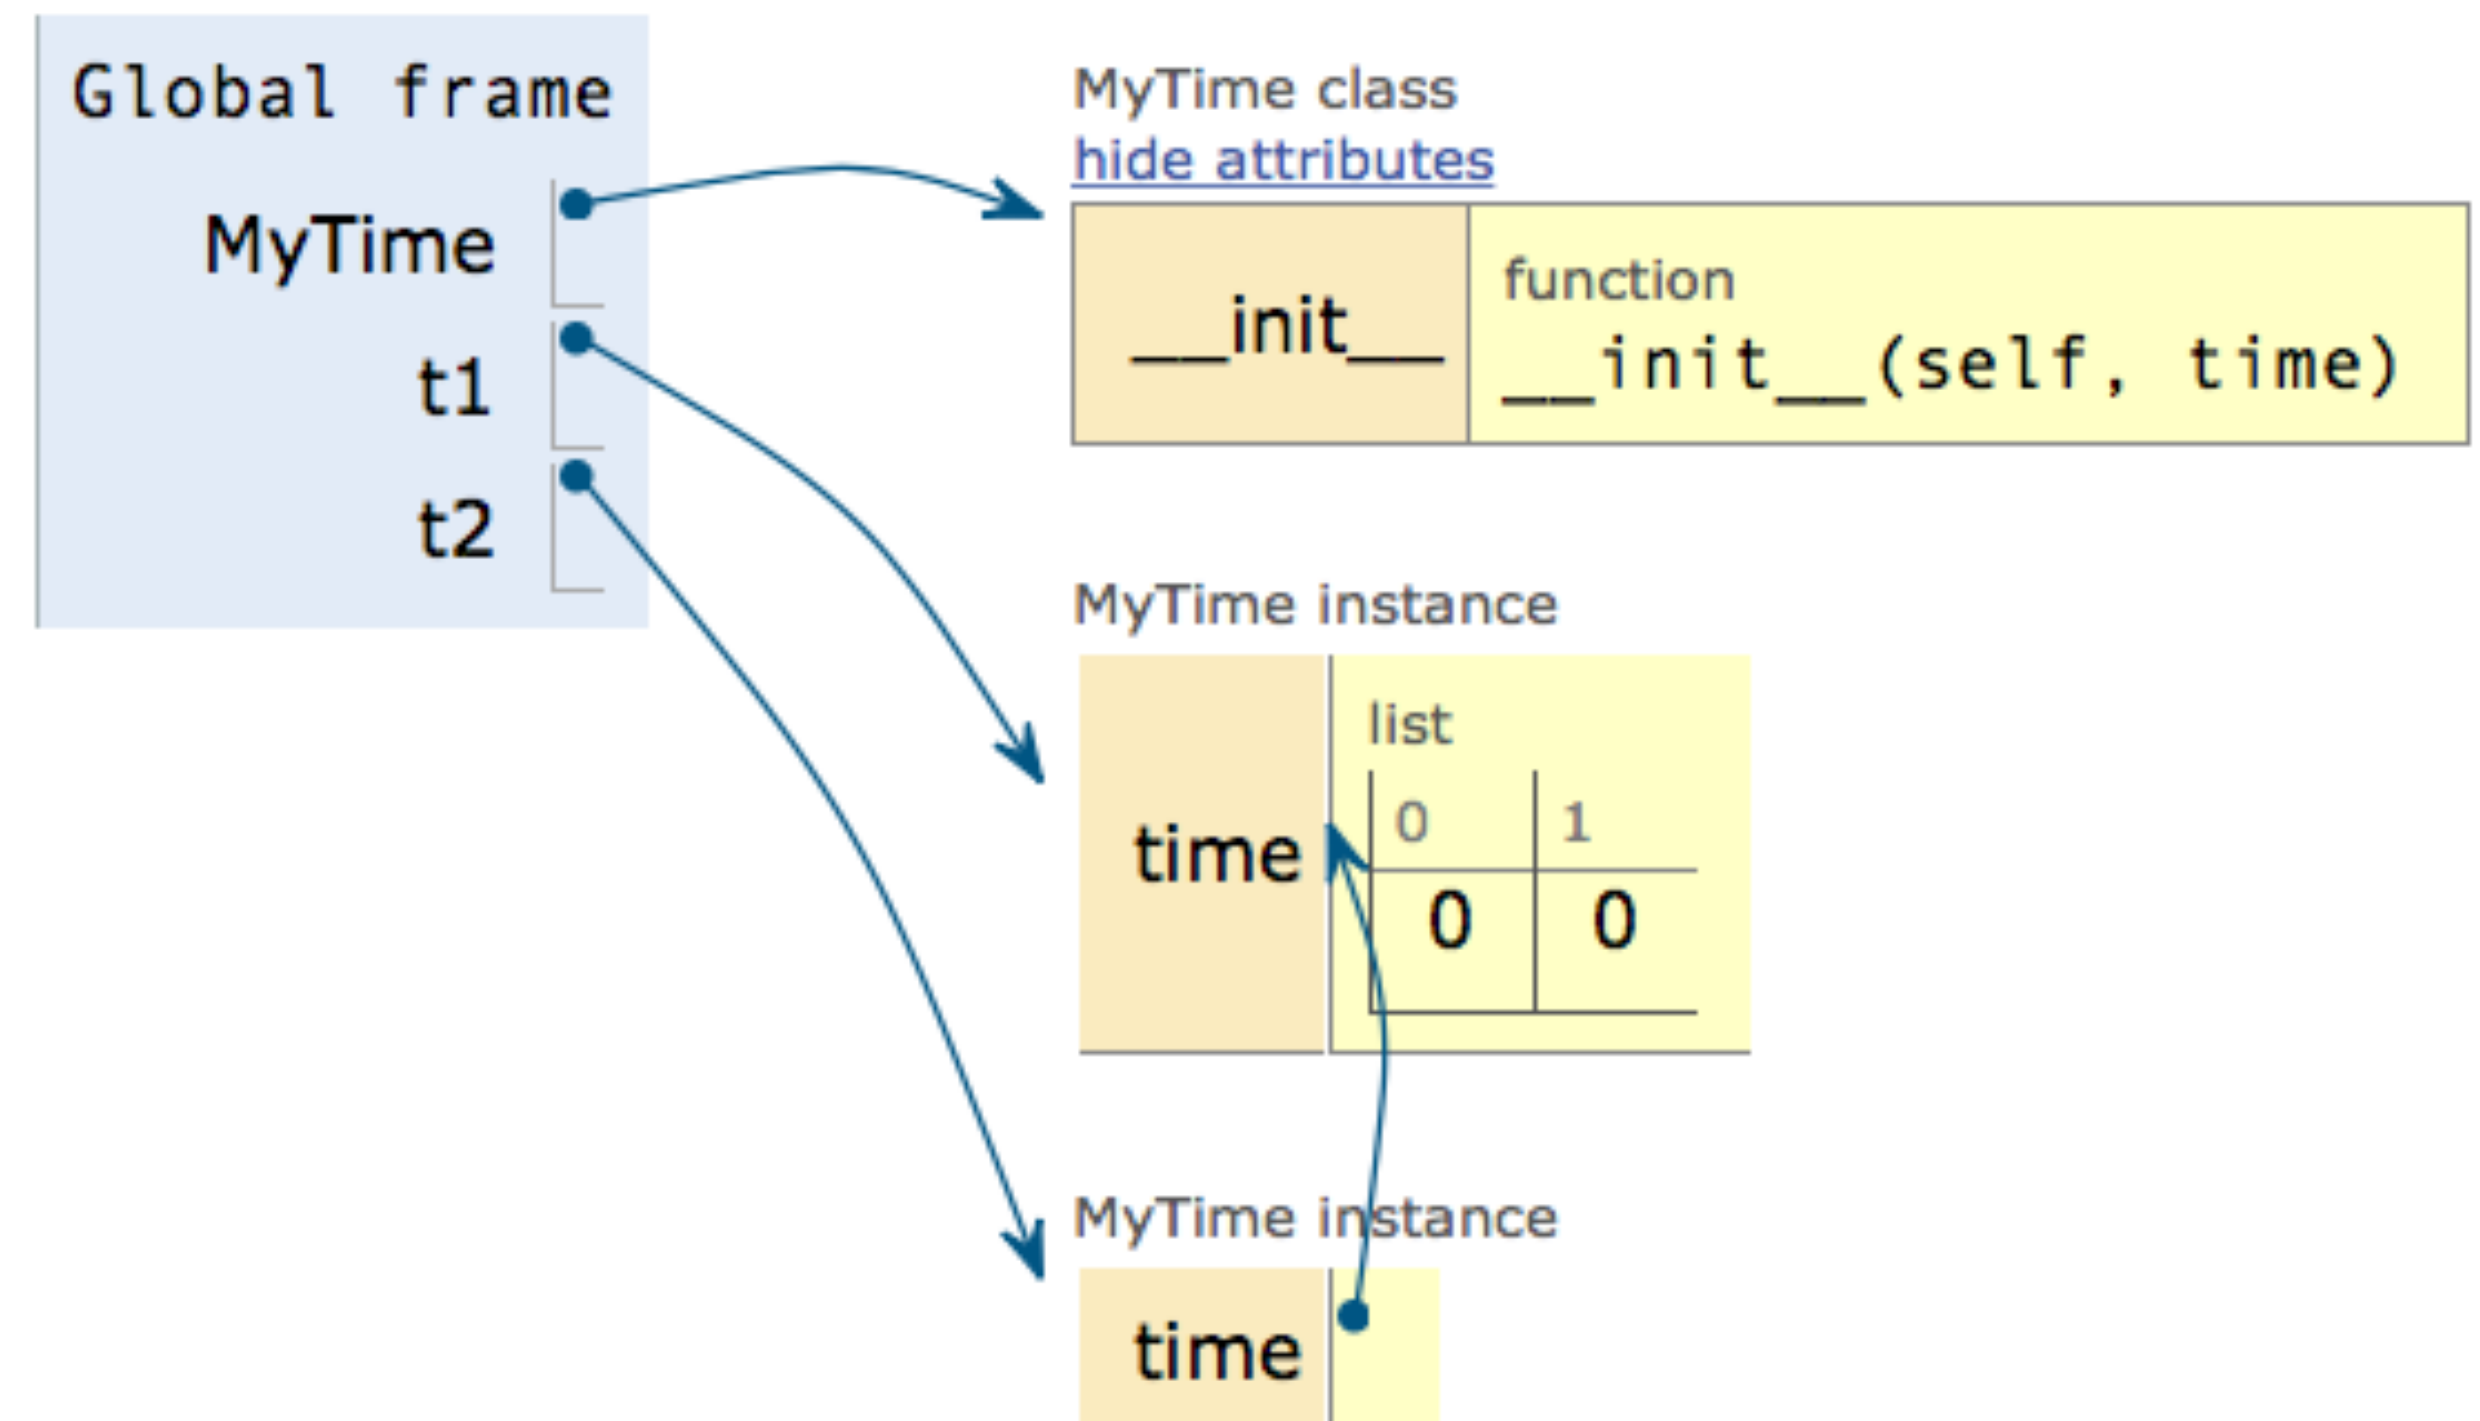 Global frame
MyTime
t1
t2
MyTime class
hide attributes
__init__
function
__init__(self, time)
MyTime instance
time
list
0 1
0 0
MyTime instance
time